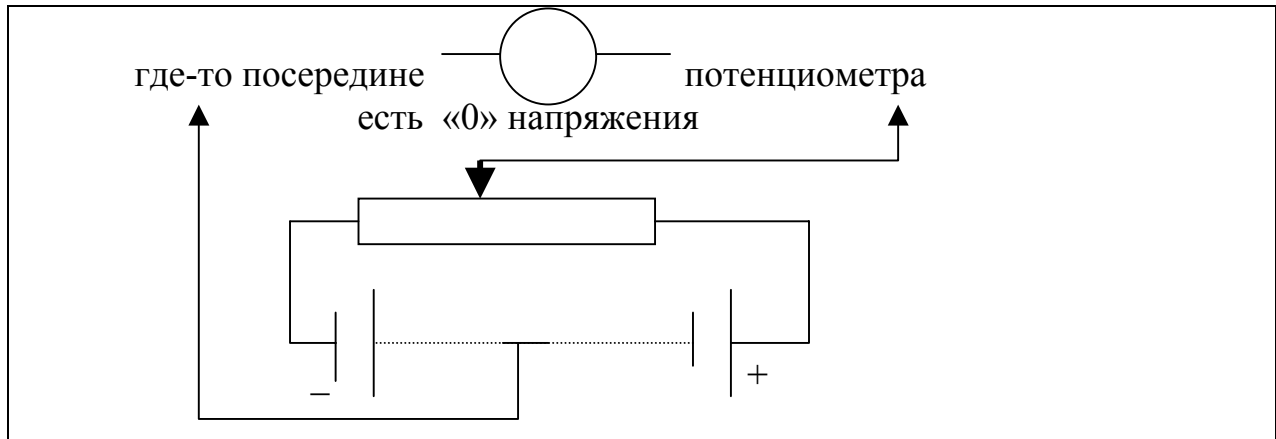 где-то посередине потенциометра
есть «0» напряжения
– +